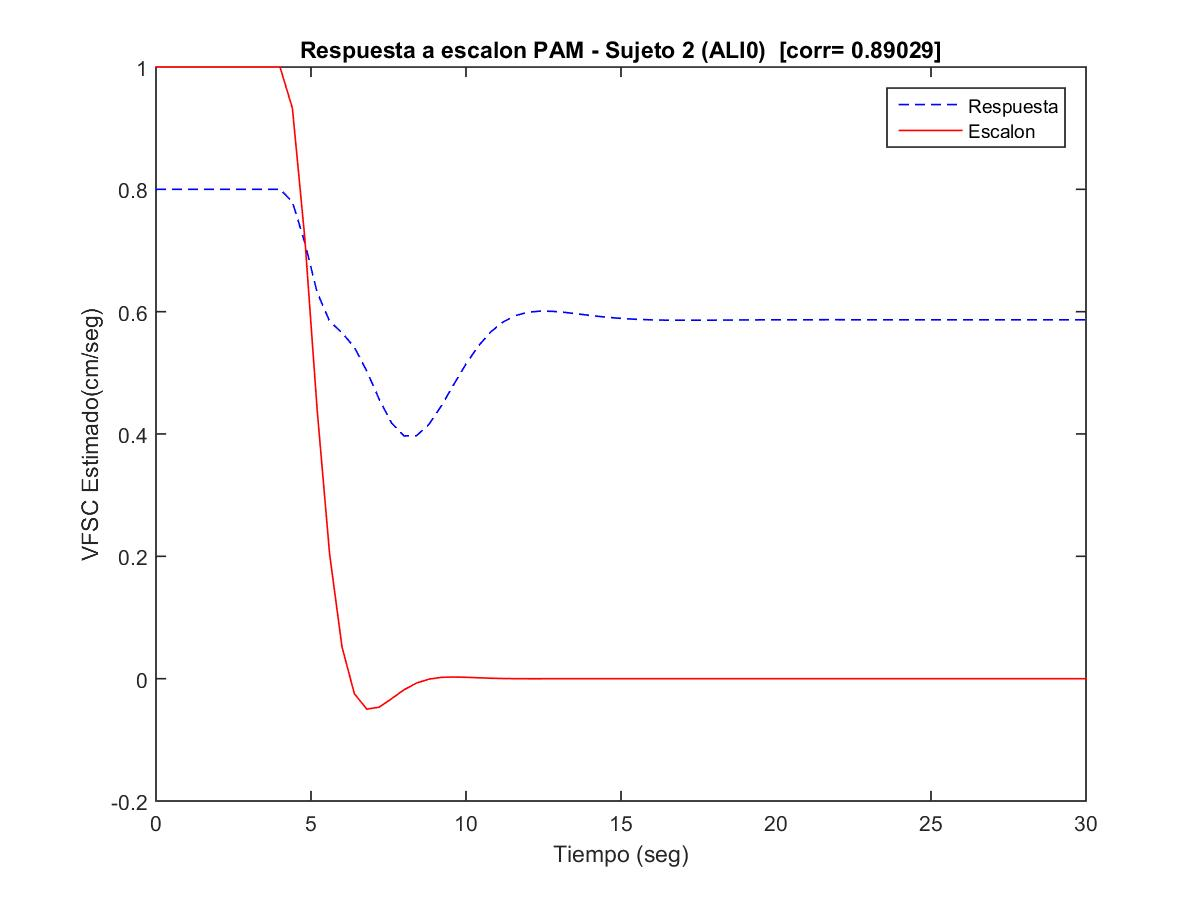 Respuesta a escalon PAM - Sujeto 2 (ALI0)  [corr= 0.89029]
Respuesta
Escalon
VFSC Estimado(cm/seg)
1
0.8
0.6
0.4
0.2
0
-0.2
0 5 10 15 20 25 30
Tiempo (seg)